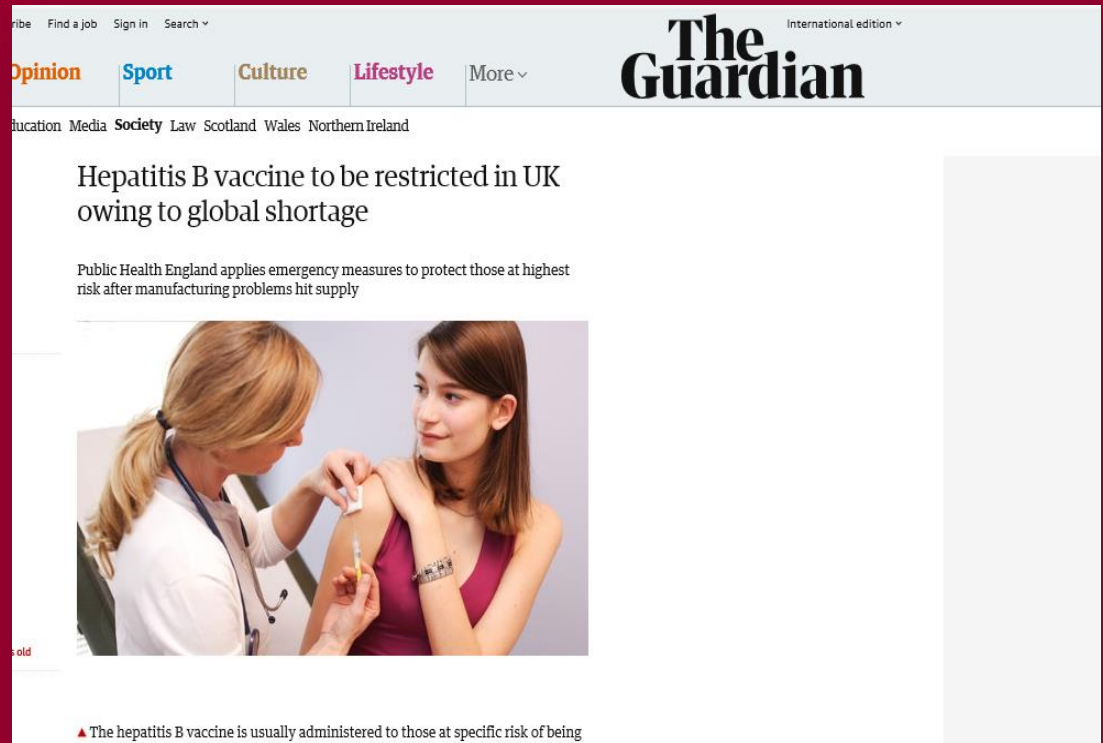 Find a job Sign in Search
International edition
The
Guardian
Opinion Sport Culture Lifestyle More
Media Society Law Scotland Wales Northern Ireland
Hepatitis B vaccine to be restricted in UK
owing to global shortage
Public Health England applies emergency measures to protect those at highest
risk after manufacturing problems hit supply
old
The hepatitis B vaccine is usually administered to those at specific risk of being